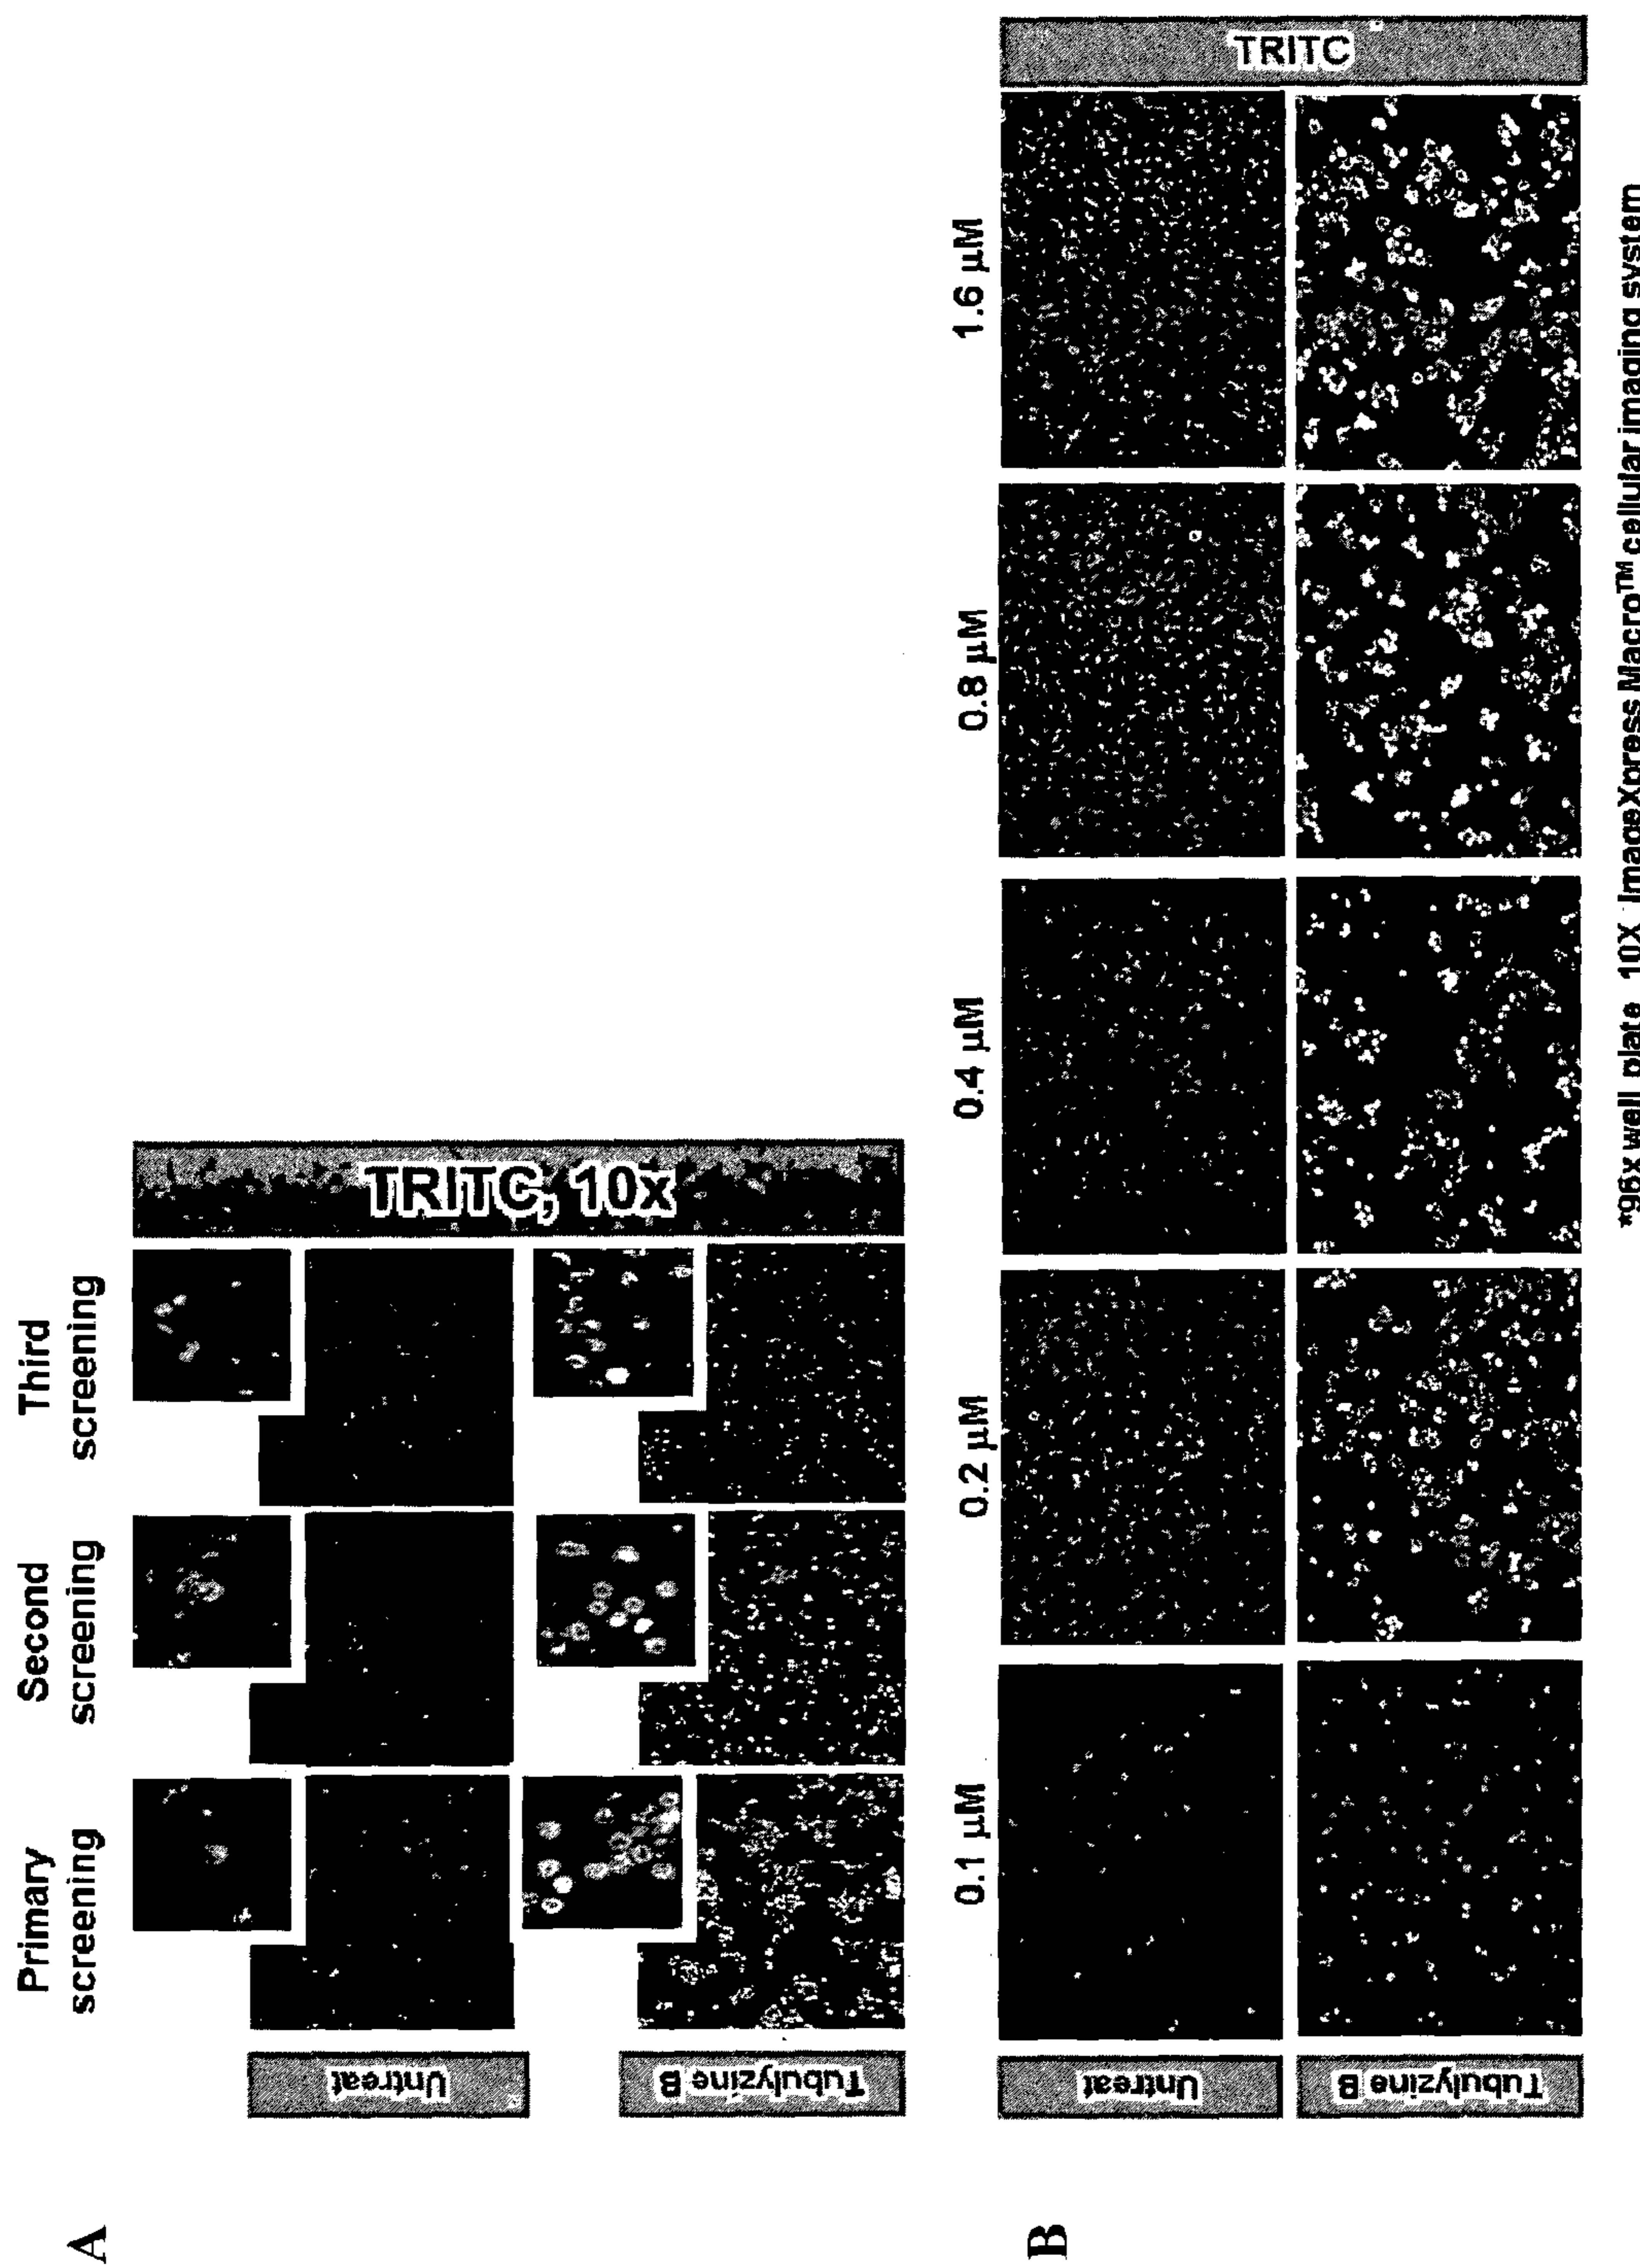 A
Primary
screening
Second
screening
Third
screening
Untreat
Tubulyzine B
TRITC, 10x
B
0.1 µM
0.2 µM
0.4 µM
0.8 µM
1.6 µM
Untreat
Tubulyzine B
TRITC
*96x well plate 10X ImageXpress Macro™ cellular imaging system